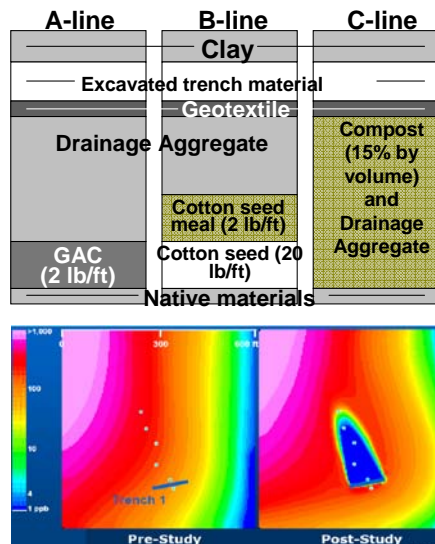 A-line B-line C-line
Clay
Excavated trench material
Geotextile
Drainage Aggregate
Compost
(15% by
volume)
and
Drainage
Aggregate
Cotton seed
meal (2 lb/ft)
GAC
(2 lb/ft)
Cotton seed (20
lb/ft)
Native materials
>1,000
100
10
4
1 ppb
0 300 600 ft
0
Trench 1
Pre-Study Post-Study